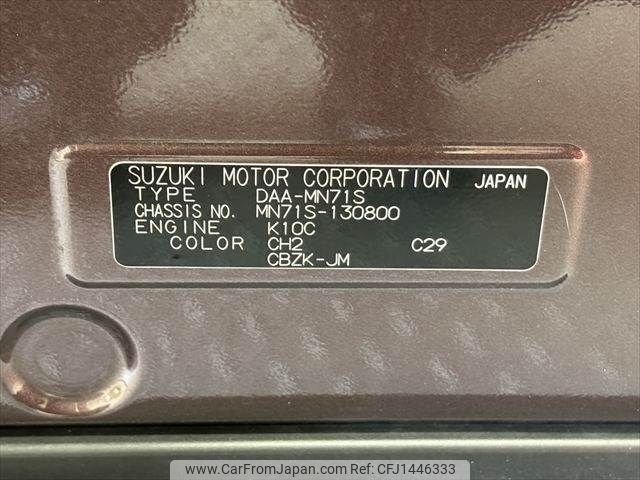 SUZUKI MOTOR CORPORATION JAPAN
TYPE DAA-MN71S
CHASSIS NO. MN71S-130800
ENGINE K10C
COLOR CH2 C29
CBZK-JM
www.CarFromJapan.com CFJ1446333